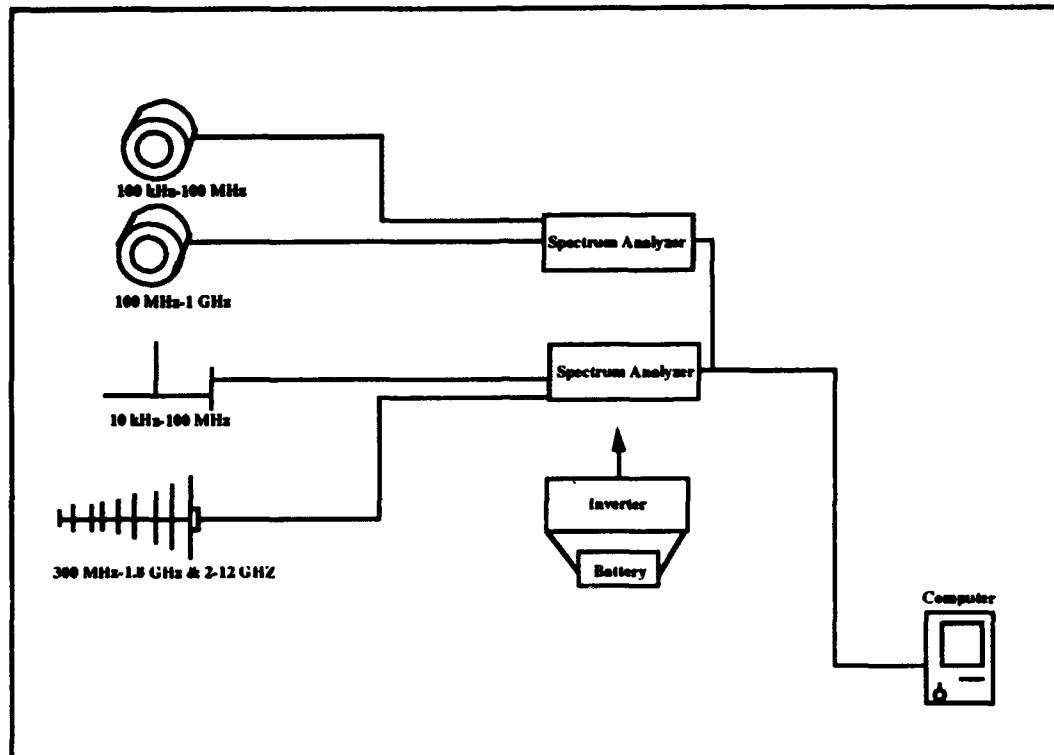 100 kHz-100 MHz
Spectrum Analyzer
100 MHz-1 GHz
Spectrum Analyzer
10 kHz-100 MHz
Inverter
Battery
300 MHz-1.8 GHz & 2-12 GHZ
Computer